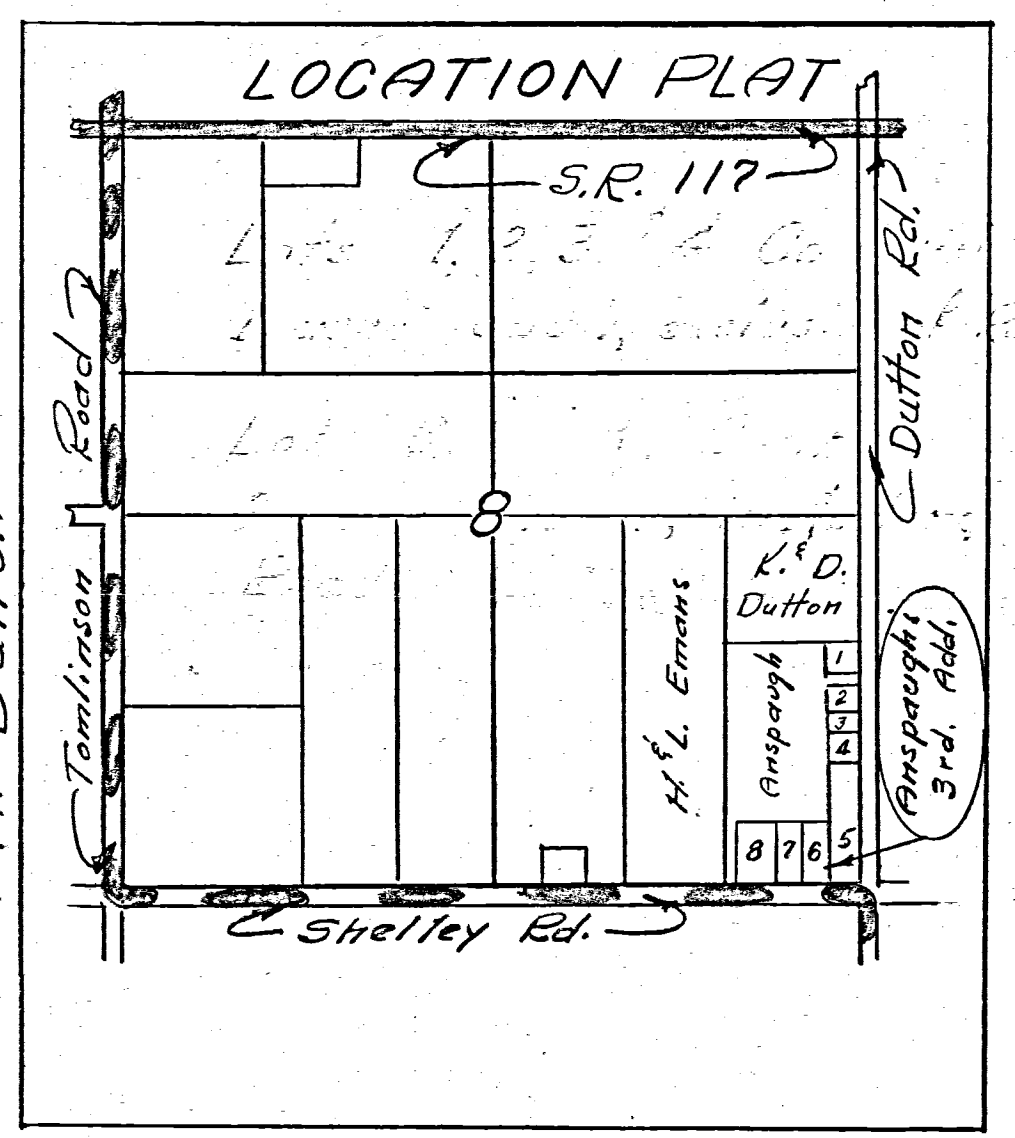 LOCATION PLAT
S.R. 117
Dutton Rd.
Tomlinson Road
8
K. & D.
Dutton
H. & L. Emans
Anspaugh
1
2
3
4
5
8 7 6
Anspaugh's
3rd. Add.
Shelley Rd.